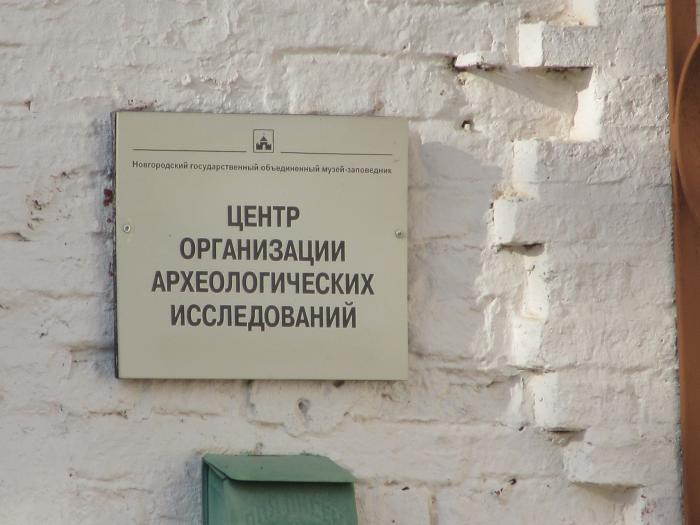 Новгородский государственный объединенный музей-заповедник
ЦЕНТР
ОРГАНИЗАЦИИ
АРХЕОЛОГИЧЕСКИХ
ИССЛЕДОВАНИЙ